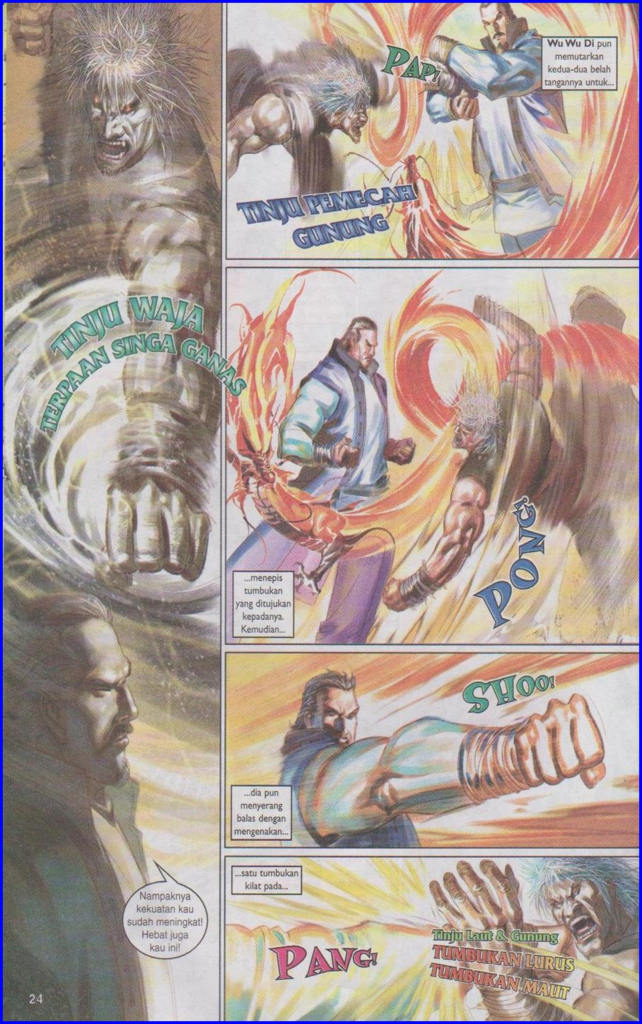 TINJU WAJA
TERPAAN SINGA GANAS
Nampaknya
kekuatan kau
sudah meningkat!
Hebat juga
kau ini!
24
PAP!
Wu Wu Di pun
memutarkan
kedua-dua belah
tangannya untuk...
TINJU PEMECAH
GUNUNG
...menepis
tumbukan
yang ditujukan
kepadanya.
Kemudian...
PONG!
SHOO!
...dia pun
menyerang
balas dengan
mengenakan...
...satu tumbukan
kilat pada...
PANG!
Tinju Laut & Gunung
TUMBUKAN LURUS
TUMBUKAN MAUT